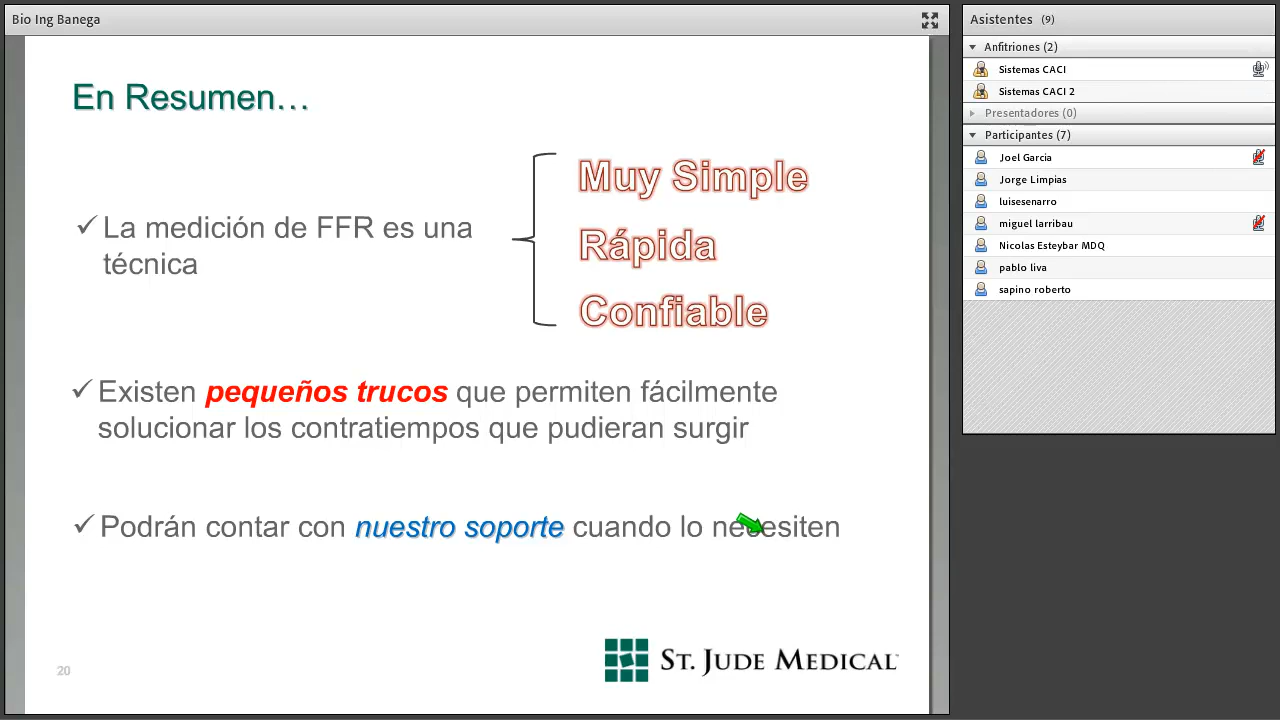 Bio Ing Banega
En Resumen…
La medición de FFR es una
técnica
Muy Simple
Rápida
Confiable
Existen pequeños trucos que permiten fácilmente
solucionar los contratiempos que pudieran surgir
Podrán contar con nuestro soporte cuando lo necesiten
20
ST. JUDE MEDICAL™
Asistentes (9)
Anfitriones (2)
Sistemas CACI
Sistemas CACI 2
Presentadores (0)
Participantes (7)
Joel Garcia
Jorge Limpias
luisesenarro
miguel larribau
Nicolas Esteybar MDQ
pablo liva
sapino roberto